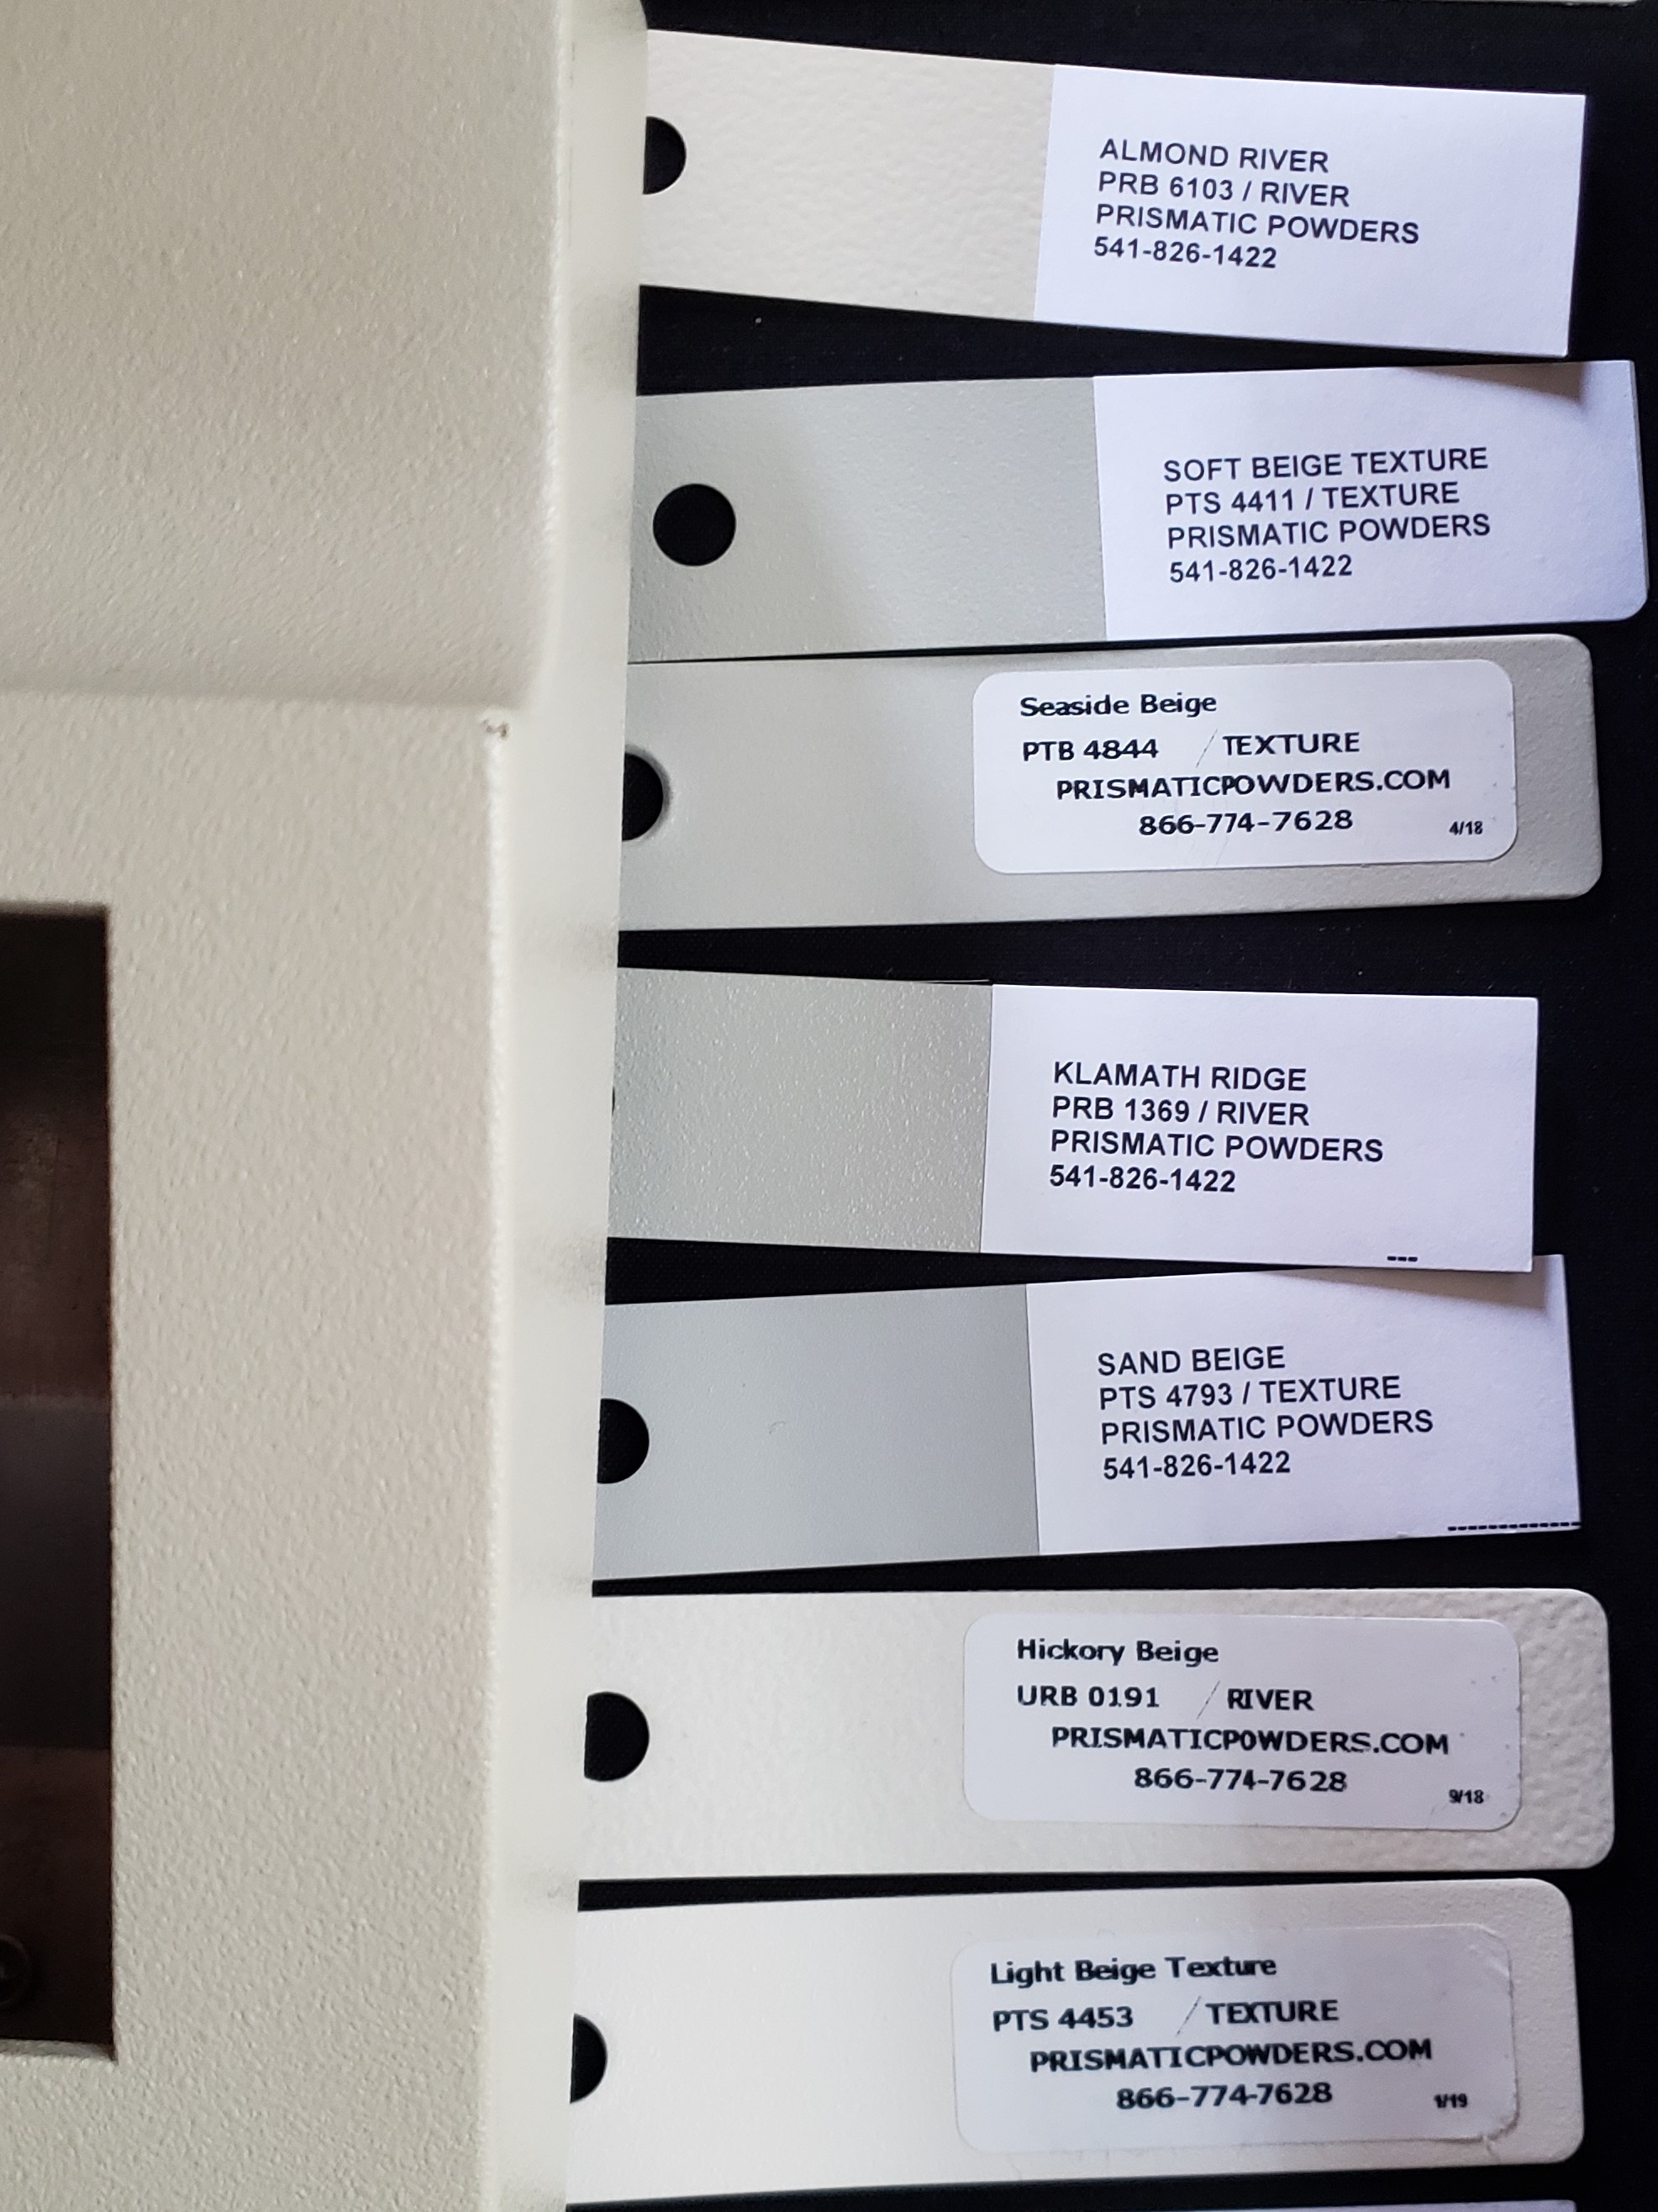 ALMOND RIVER
PRB 6103 / RIVER
PRISMATIC POWDERS
541-826-1422
SOFT BEIGE TEXTURE
PTS 4411 / TEXTURE
PRISMATIC POWDERS
541-826-1422
Seaside Beige
PTB 4844 / TEXTURE
PRISMATICPOWDERS.COM
866-774-7628 4/18
KLAMATH RIDGE
PRB 1369 / RIVER
PRISMATIC POWDERS
541-826-1422
SAND BEIGE
PTS 4793 / TEXTURE
PRISMATIC POWDERS
541-826-1422
Hickory Beige
URB 0191 / RIVER
PRISMATICPOWDERS.COM
866-774-7628 9/18
Light Beige Texture
PTS 4453 / TEXTURE
PRISMATICPOWDERS.COM
866-774-7628 1/19